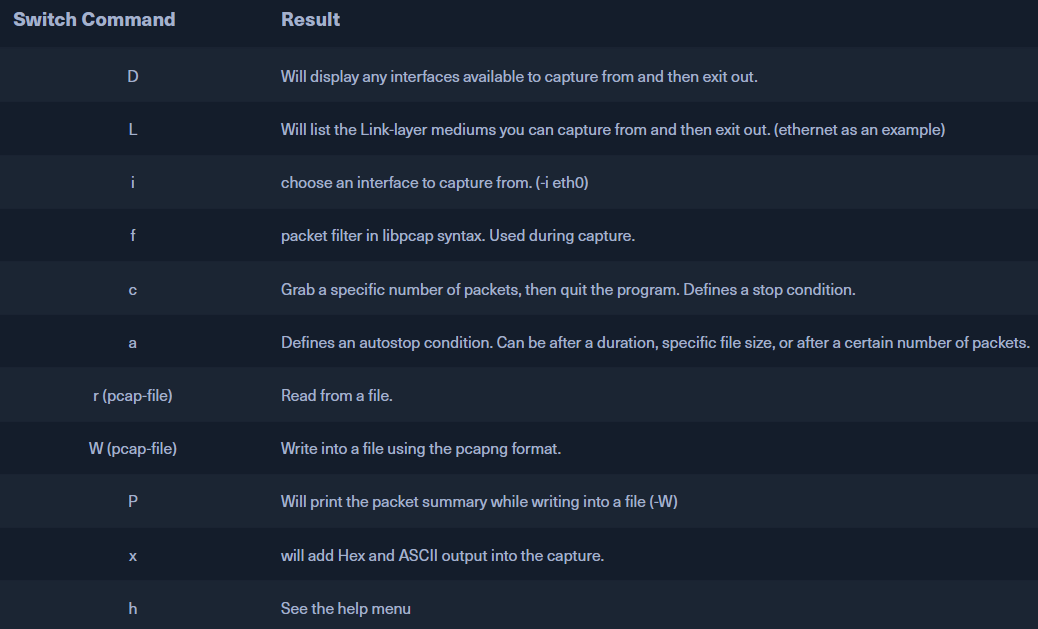 Switch Command Result
D Will display any interfaces available to capture from and then exit out.
L Will list the Link-layer mediums you can capture from and then exit out. (ethernet as an example)
i choose an interface to capture from. (-i eth0)
f packet filter in libpcap syntax. Used during capture.
c Grab a specific number of packets, then quit the program. Defines a stop condition.
a Defines an autostop condition. Can be after a duration, specific file size, or after a certain number of packets.
r (pcap-file) Read from a file.
W (pcap-file) Write into a file using the pcapng format.
P Will print the packet summary while writing into a file (-W)
x will add Hex and ASCII output into the capture.
h See the help menu